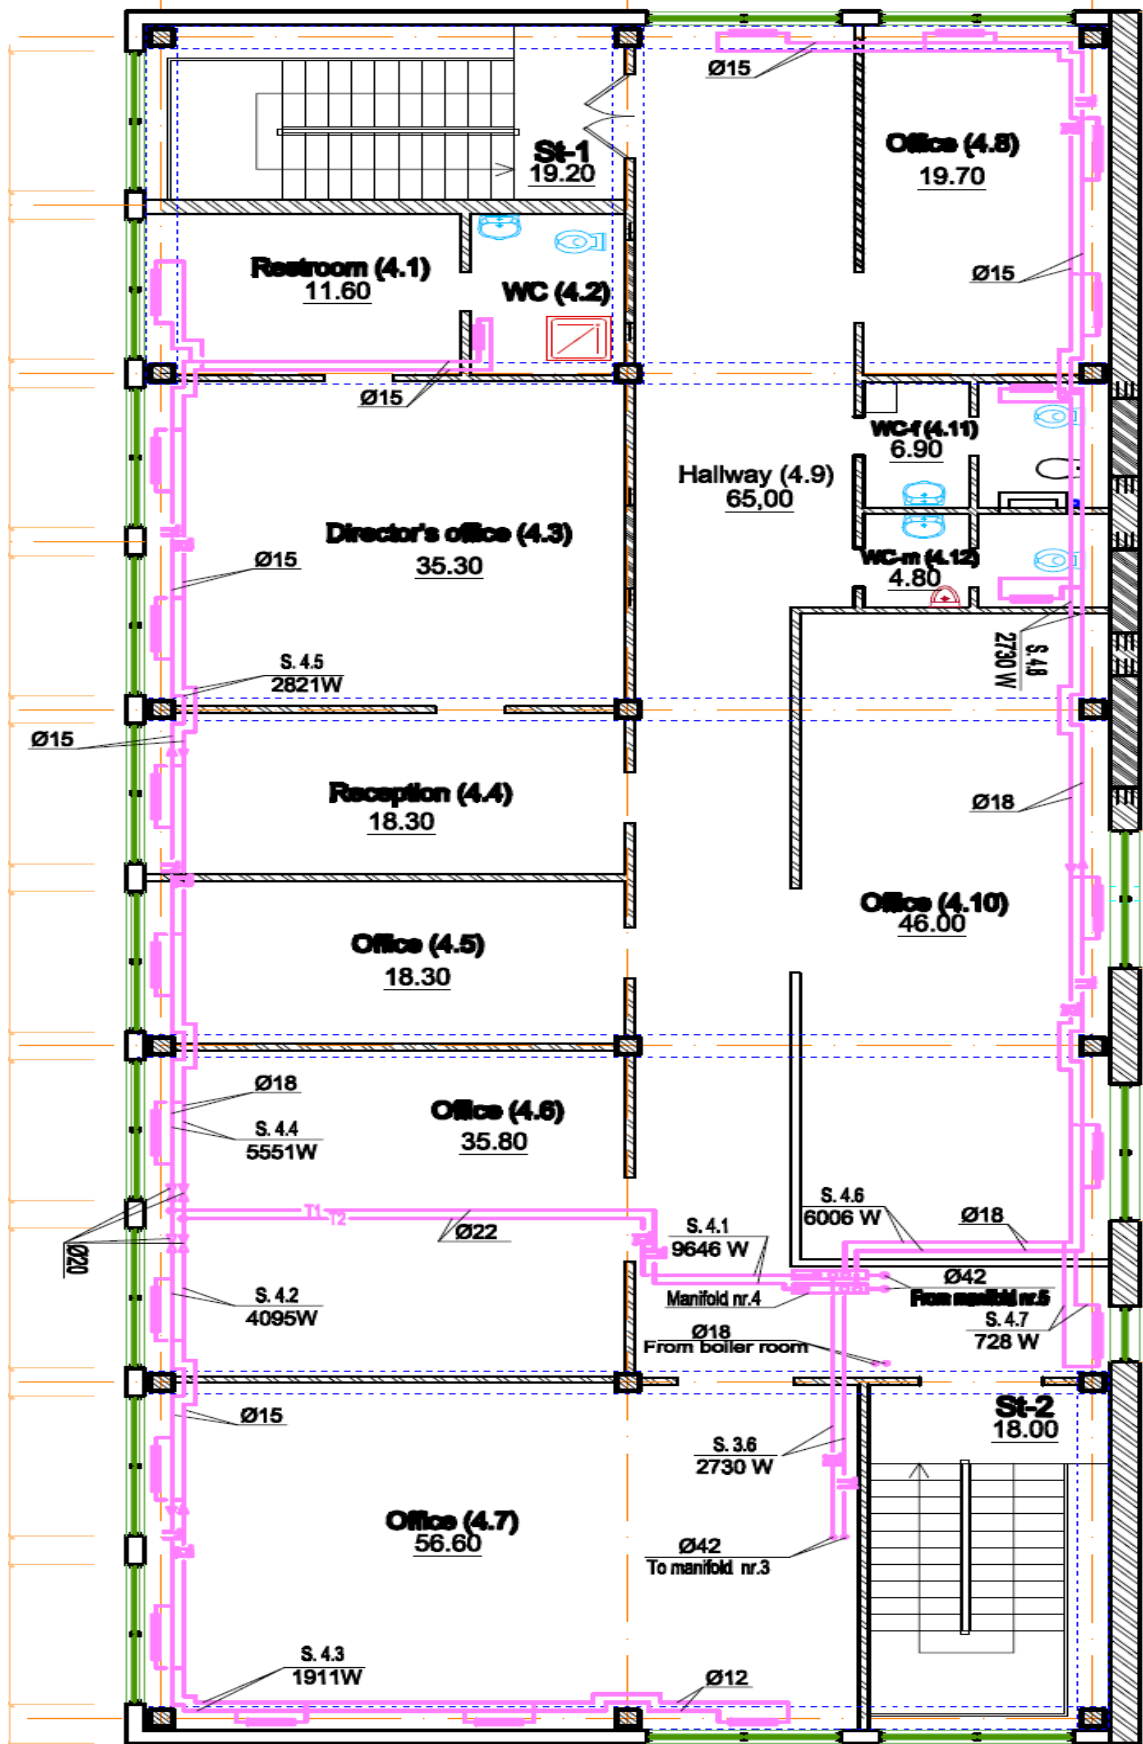 Ø15
St-1
19.20
Office (4.8)
19.70
Restroom (4.1)
11.60
WC (4.2)
Ø15
Ø15
WC-f (4.11)
6.90
Hallway (4.9)
65,00
Director's office (4.3)
35.30
WC-m (4.12)
4.80
Ø15
S. 4.8
2730 W
S. 4.5
2821W
Ø15
Reception (4.4)
18.30
Ø18
Office (4.10)
46.00
Office (4.5)
18.30
Ø18
S. 4.4
5551W
Office (4.6)
35.80
T1
T2
Ø22
Ø20
S. 4.1
9646 W
S. 4.6
6006 W
Ø18
S. 4.2
4095W
Manifold nr.4
Ø42
From manifold nr.5
S. 4.7
728 W
Ø18
From boiler room
Ø15
St-2
18.00
S. 3.6
2730 W
Office (4.7)
56.60
Ø42
To manifold nr.3
S. 4.3
1911W
Ø12